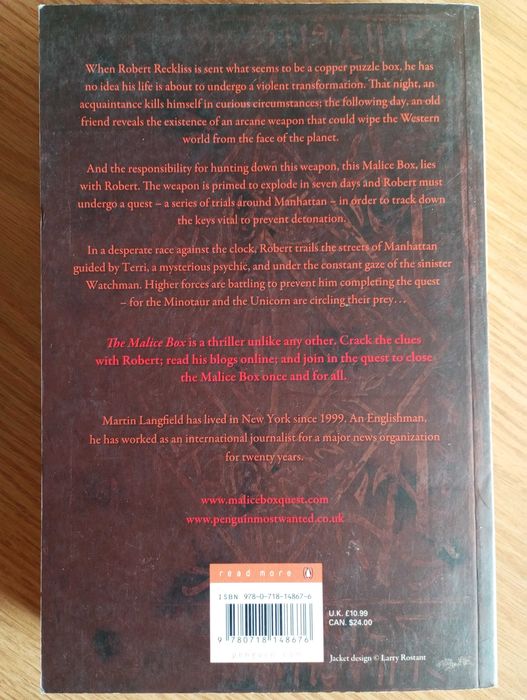 When Robert Reckliss is sent what seems to be a copper puzzle box, he has
no idea his life is about to undergo a violent transformation. That night, an
acquaintance kills himself in curious circumstances; the following day, an old
friend reveals the existence of an arcane weapon that could wipe the Western
world from the face of the planet.
And the responsibility for hunting down this weapon, this Malice Box, lies
with Robert. The weapon is primed to explode in seven days and Robert must
undergo a quest – a series of trials around Manhattan – in order to track down
the keys vital to prevent detonation.
In a desperate race against the clock, Robert trails the streets of Manhattan
guided by Terri, a mysterious psychic, and under the constant gaze of the sinister
Watchman. Higher forces are battling to prevent him completing the quest
– for the Minotaur and the Unicorn are circling their prey…
The Malice Box is a thriller unlike any other. Crack the clues
with Robert; read his blogs online; and join in the quest to close
the Malice Box once and for all.
Martin Langfield has lived in New York since 1999. An Englishman,
he has worked as an international journalist for a major news organization
for twenty years.
www.maliceboxquest.com
www.penguinmostwanted.co.uk
read more
ISBN 978-0-718-14867-6
9 780718 148676
penguin.com
U.K. £10.99
CAN. $24.00
Jacket design © Larry Rostant